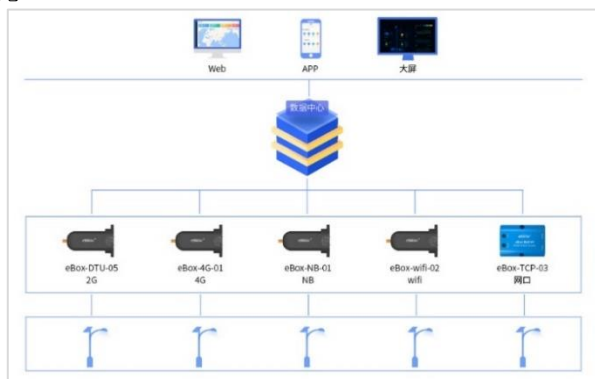 Web
APP
大屏
数据中心
eBox-DTU-05
2G
eBox-4G-01
4G
eBox-NB-01
NB
eBox-wifi-02
wifi
eBox-TCP-03
网口